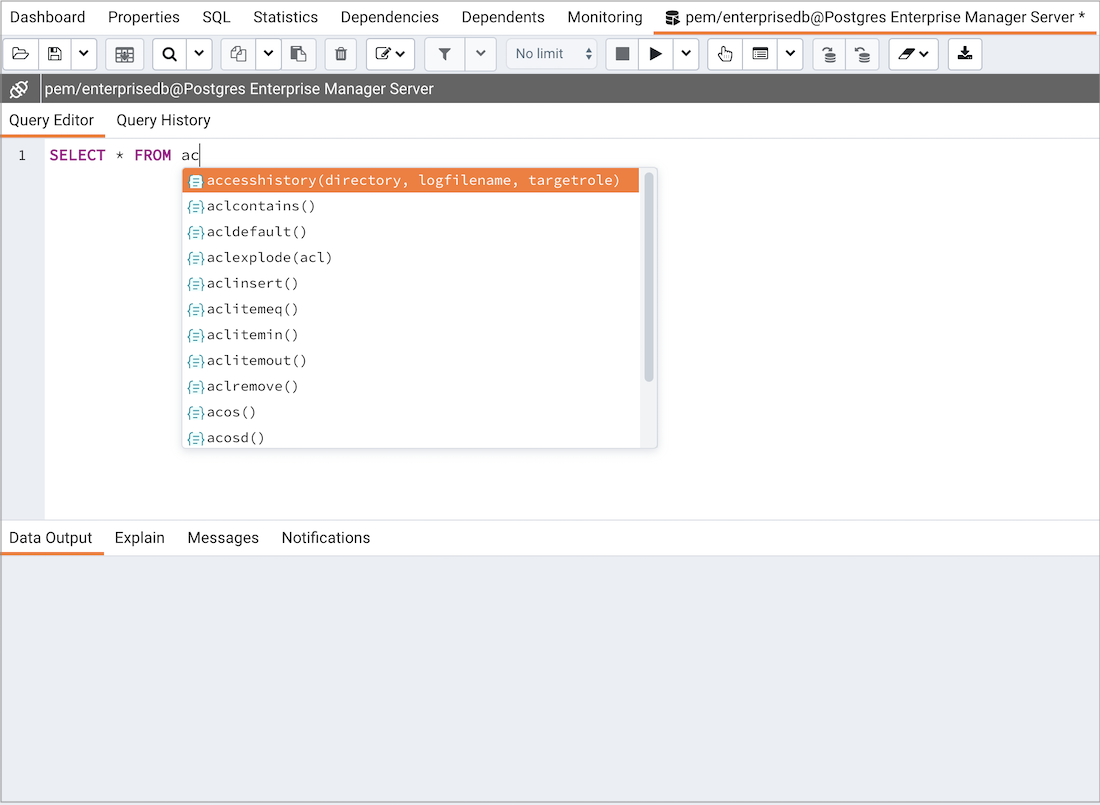 Dashboard Properties SQL Statistics Dependencies Dependents Monitoring pem/enterprisedb@Postgres Enterprise Manager Server *
No limit
pem/enterprisedb@Postgres Enterprise Manager Server
Query Editor Query History
1 SELECT * FROM ac
accesshistory(directory, logfilename, targetrole)
aclcontains()
acldefault()
aclexplode(acl)
aclinsert()
aclitemeq()
aclitemin()
aclitemout()
aclremove()
acos()
acosd()
Data Output Explain Messages Notifications